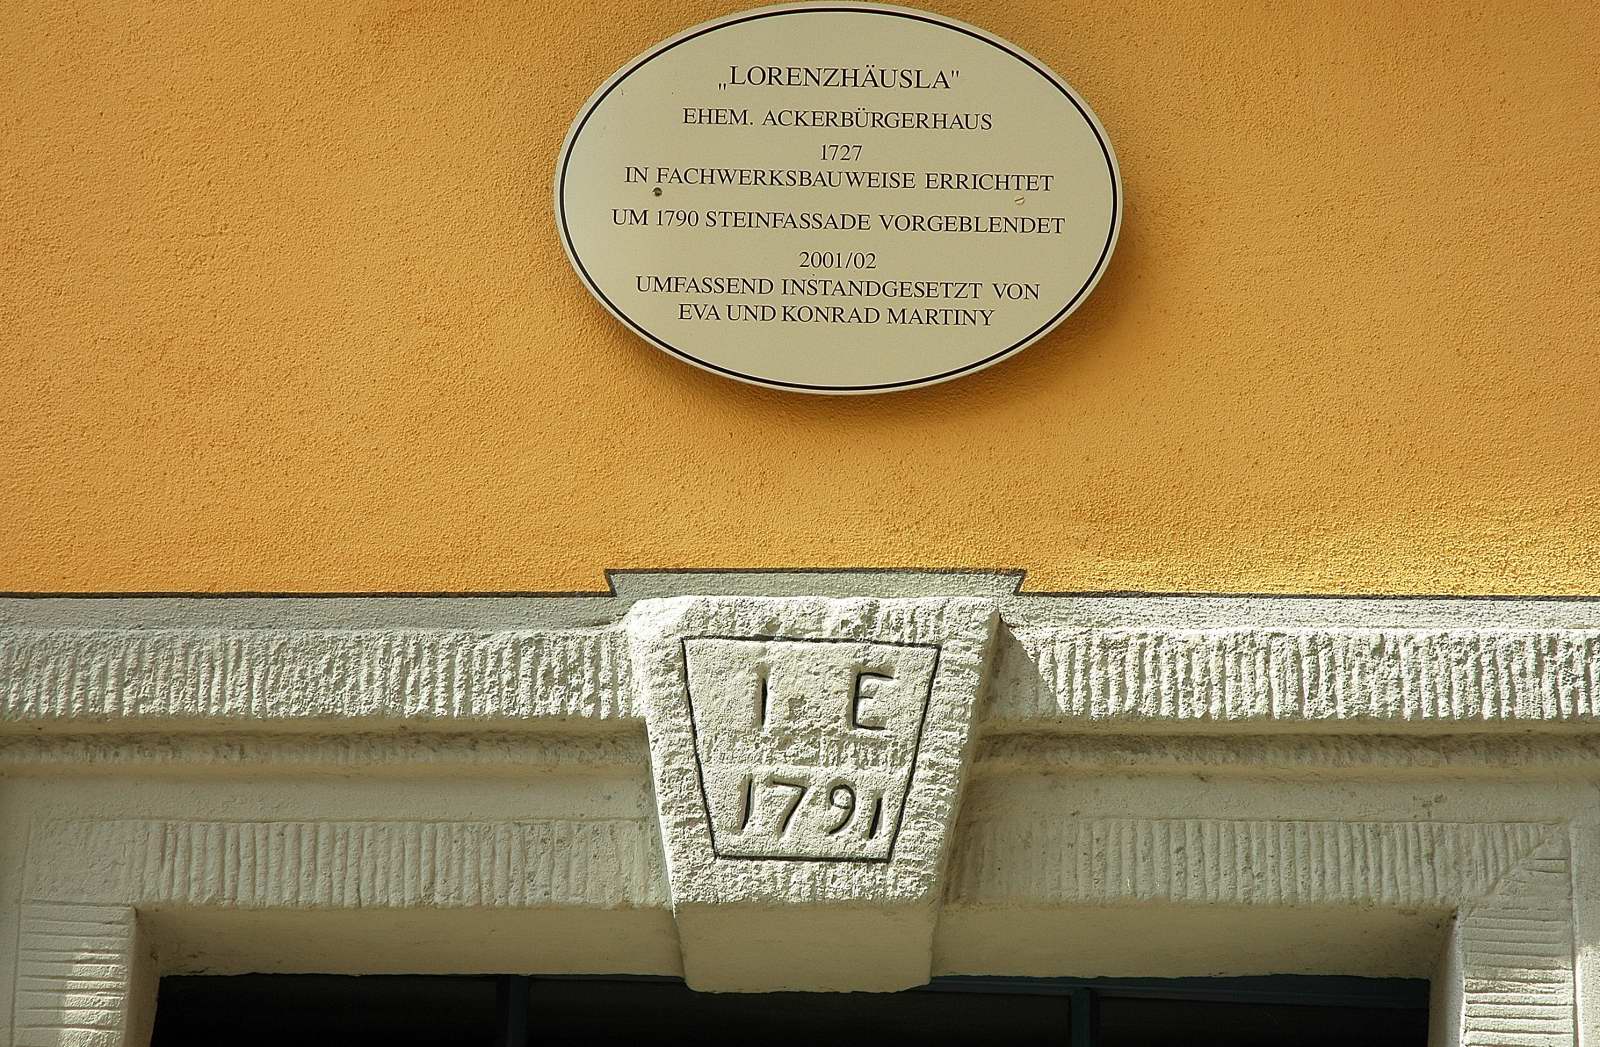 „LORENZHÄUSLA"
EHEM. ACKERBÜRGERHAUS
1727
IN FACHWERKSBAUWEISE ERRICHTET
UM 1790 STEINFASSADE VORGEBLENDET
2001/02
UMFASSEND INSTANDGESETZT VON
EVA UND KONRAD MARTINY
I E
1791